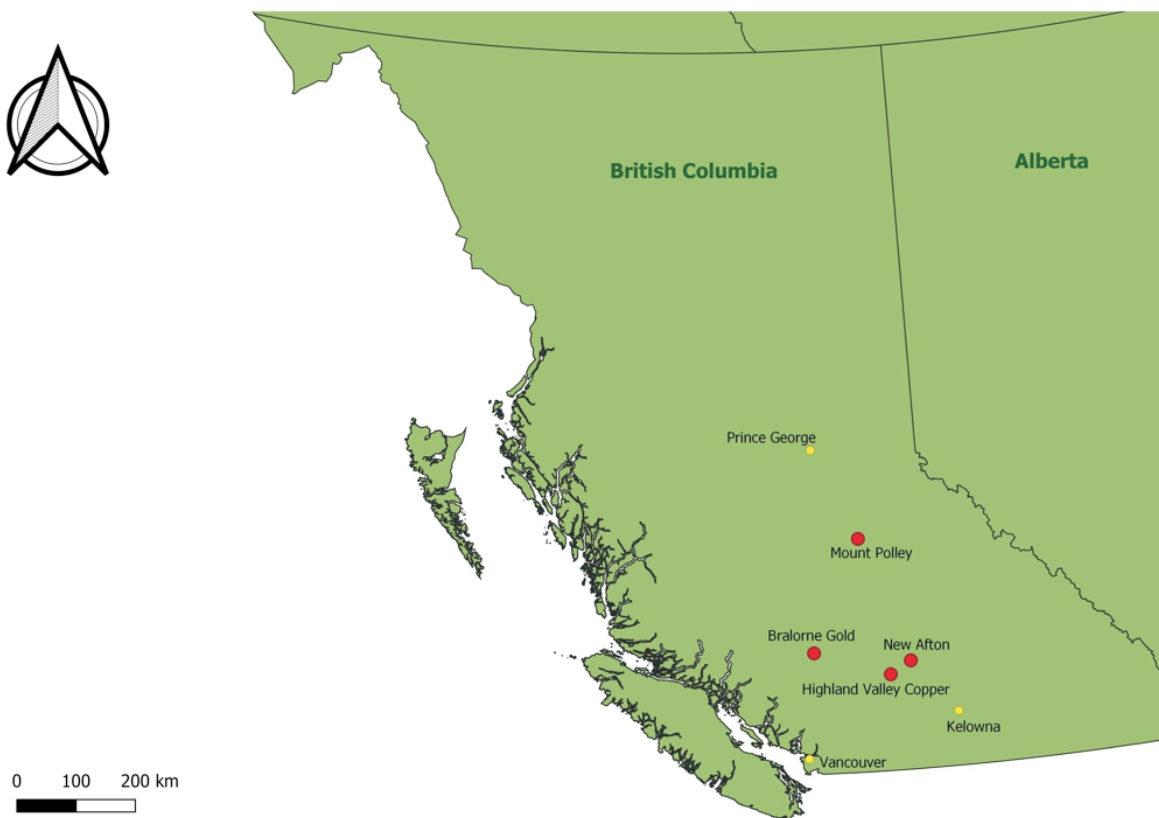 British Columbia
Alberta
Prince George
Mount Polley
Bralorne Gold
New Afton
Highland Valley Copper
Kelowna
Vancouver
0 100 200 km